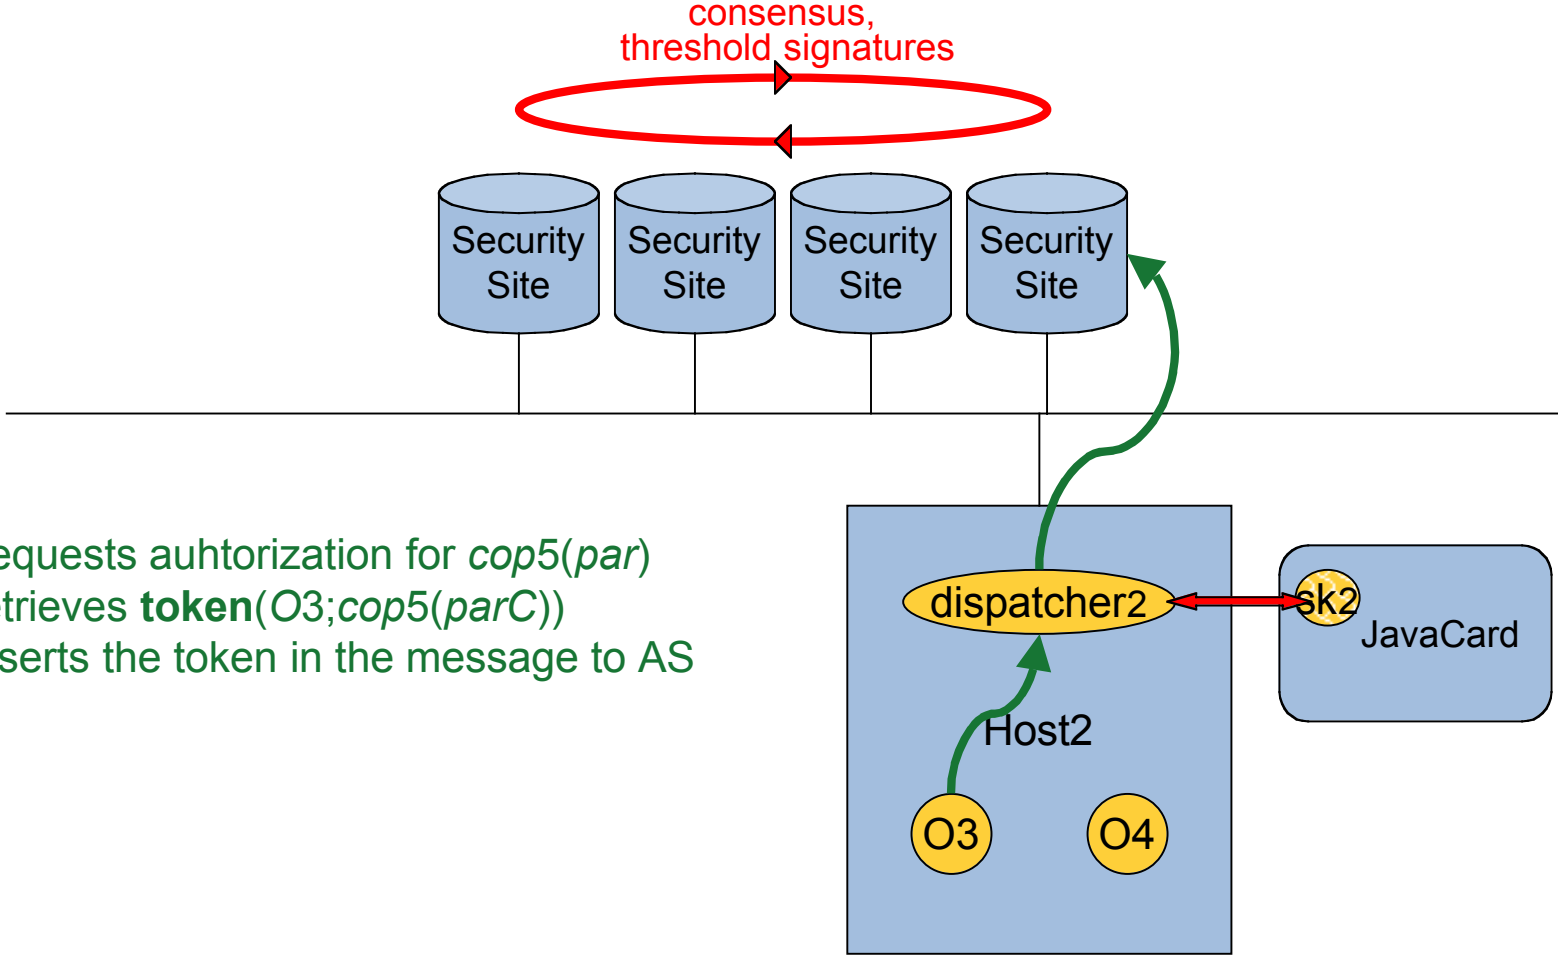 consensus,
threshold signatures
Security
Site
Security
Site
Security
Site
Security
Site
equests auhtorization for cop5(par)
etrieves token(O3;cop5(parC))
serts the token in the message to AS
dispatcher2
sk2
JavaCard
Host2
O3
O4